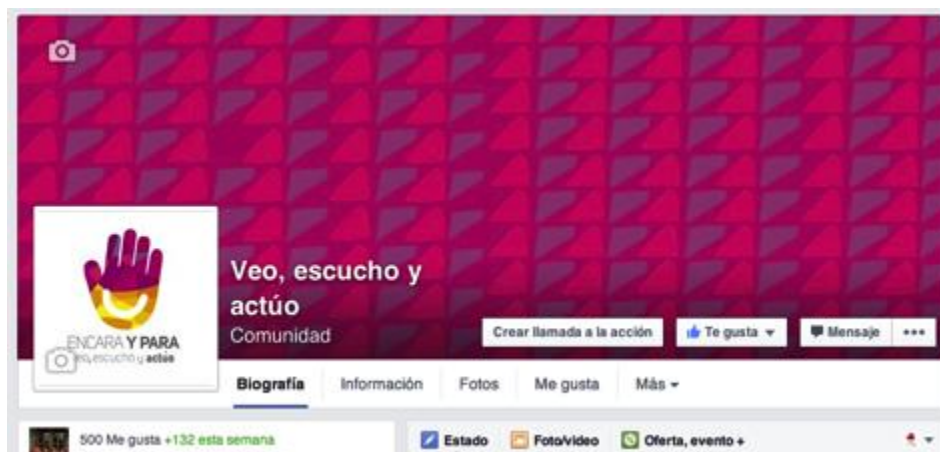 Veo, escucho y
actúo
Comunidad
Crear llamada a la acción
Te gusta
Mensaje
ENCARA Y PARA
veo, escucho y actúo
Biografía
Información
Fotos
Me gusta
Más
500 Me gusta +132 esta semana
Estado
Foto/video
Oferta, evento +